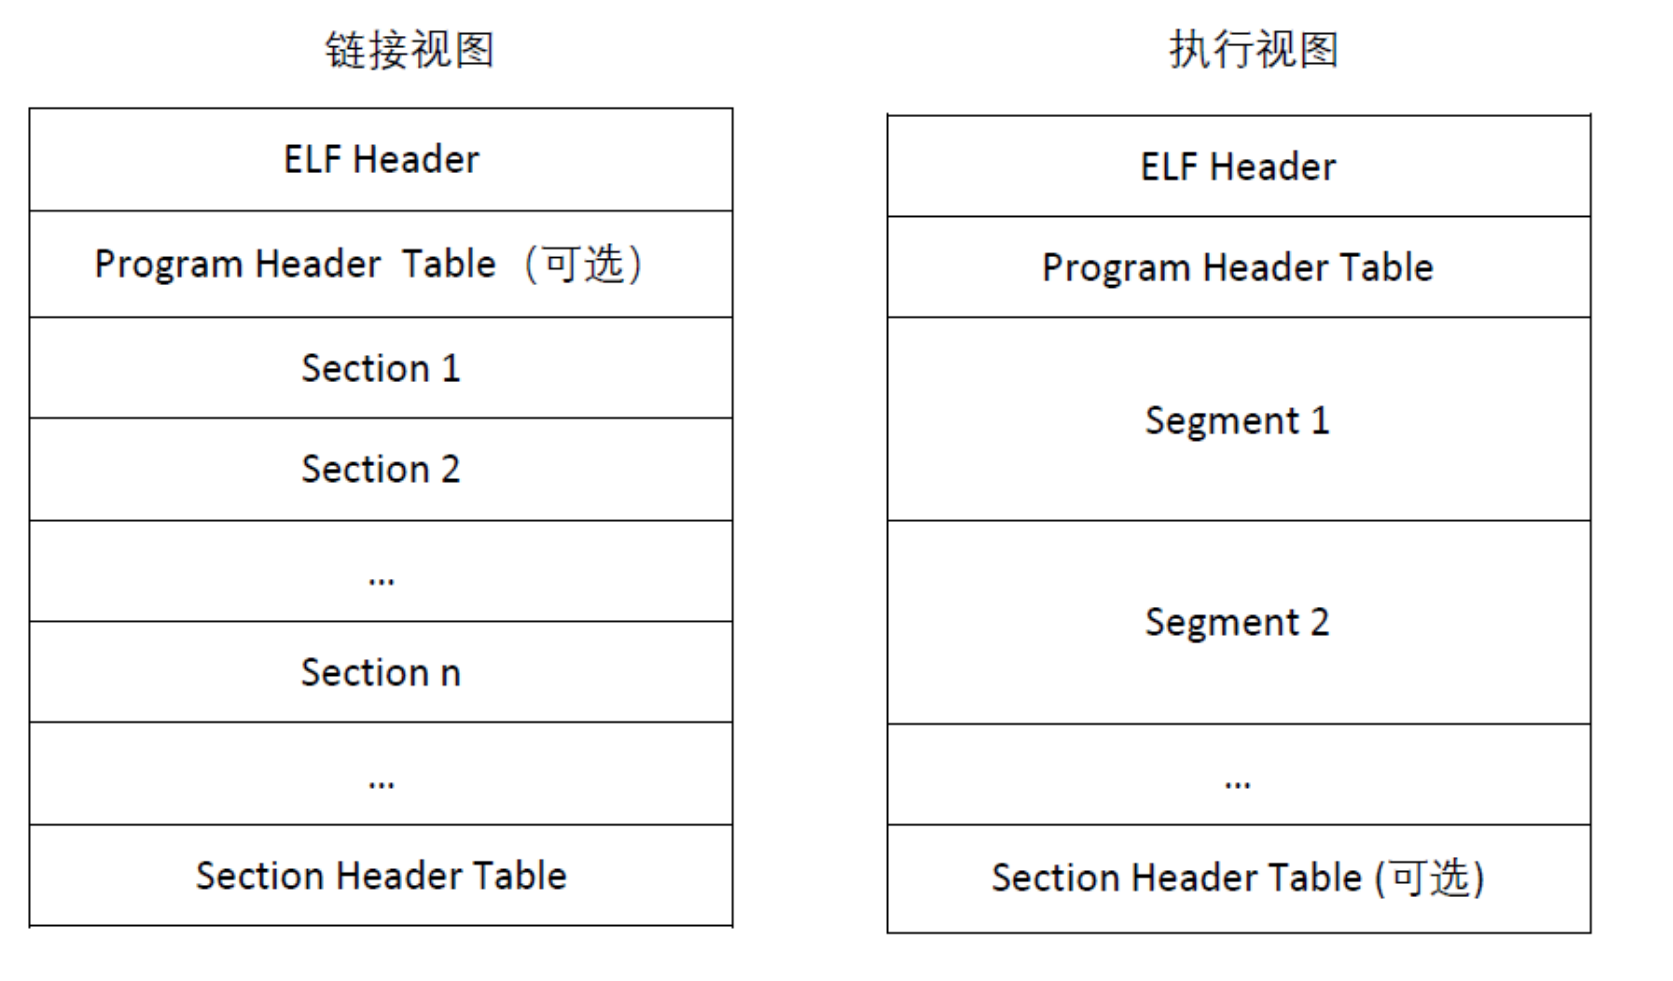 链接视图
ELF Header
Program Header Table（可选）
Section 1
Section 2
...
Section n
...
Section Header Table
执行视图
ELF Header
Program Header Table
Segment 1
Segment 2
...
Section Header Table (可选)